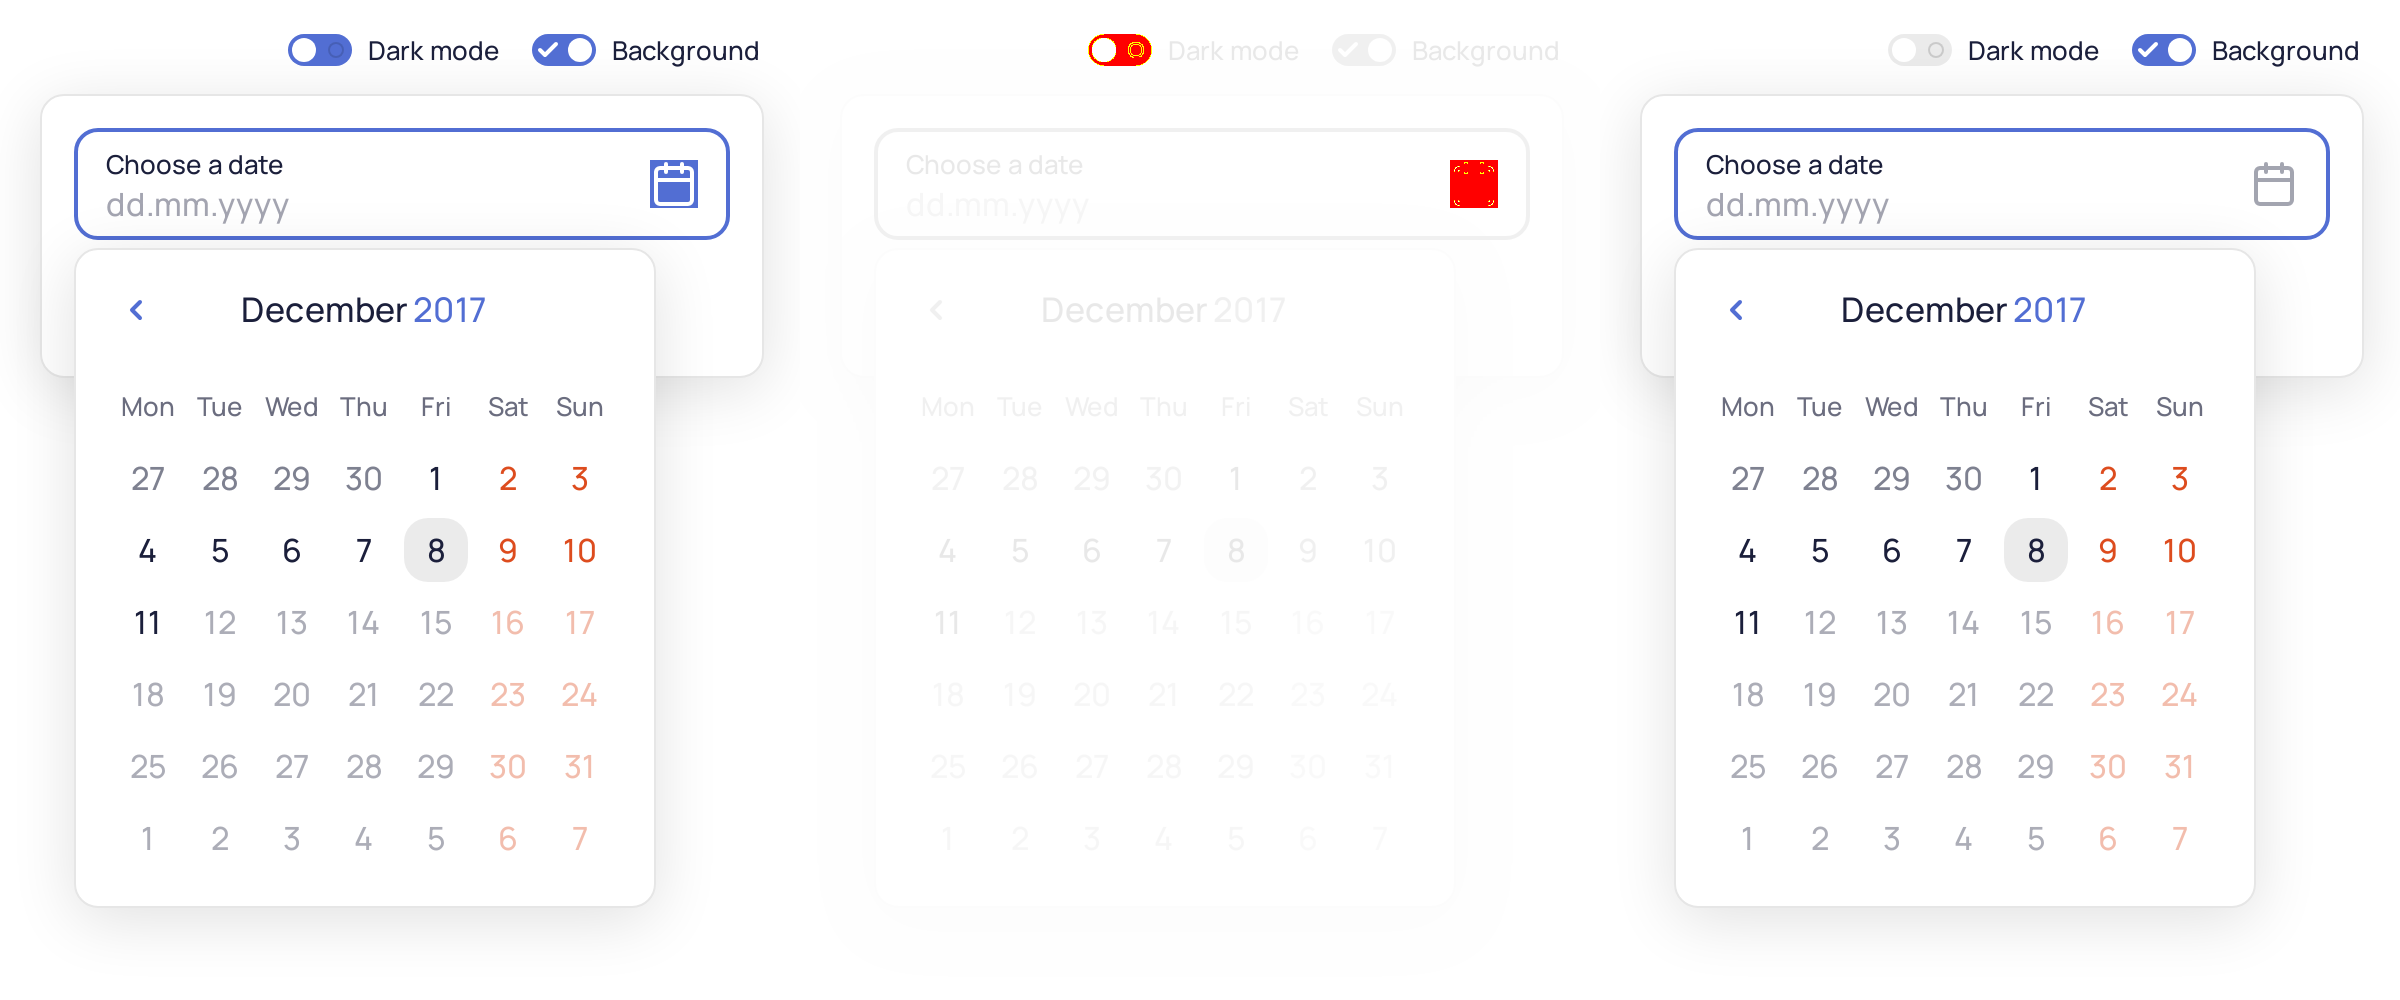 Dark mode Background
Choose a date
dd.mm.yyyy
December 2017
Mon Tue Wed Thu Fri Sat Sun
27 28 29 30 1 2 3
4 5 6 7 8 9 10
11 12 13 14 15 16 17
18 19 20 21 22 23 24
25 26 27 28 29 30 31
1 2 3 4 5 6 7
Dark mode Background
Choose a date
dd.mm.yyyy
December 2017
Mon Tue Wed Thu Fri Sat Sun
27 28 29 30 1 2 3
4 5 6 7 8 9 10
11 12 13 14 15 16 17
18 19 20 21 22 23 24
25 26 27 28 29 30 31
1 2 3 4 5 6 7
Dark mode Background
Choose a date
dd.mm.yyyy
December 2017
Mon Tue Wed Thu Fri Sat Sun
27 28 29 30 1 2 3
4 5 6 7 8 9 10
11 12 13 14 15 16 17
18 19 20 21 22 23 24
25 26 27 28 29 30 31
1 2 3 4 5 6 7